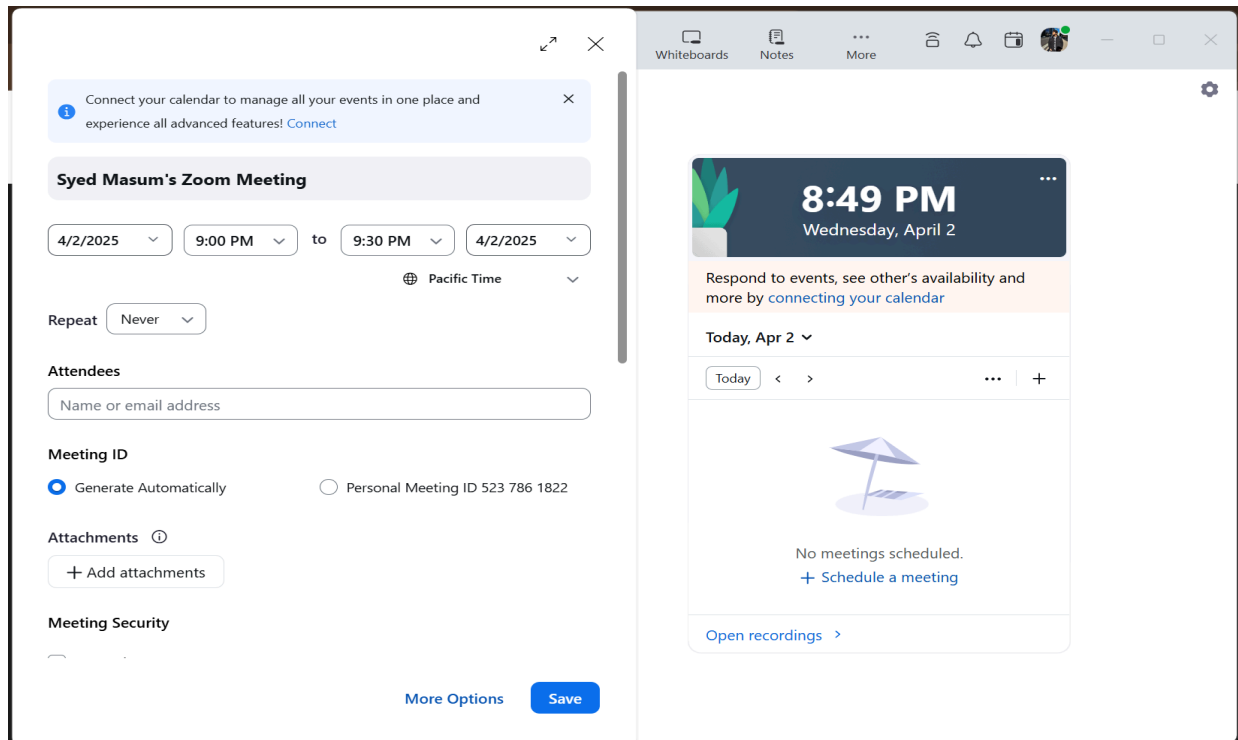 Connect your calendar to manage all your events in one place and
experience all advanced features! Connect
Syed Masum's Zoom Meeting
4/2/2025 9:00 PM to 9:30 PM 4/2/2025
Pacific Time
Repeat Never
Attendees
Name or email address
Meeting ID
Generate Automatically Personal Meeting ID 523 786 1822
Attachments
+ Add attachments
Meeting Security
More Options Save
Whiteboards Notes More
8:49 PM
Wednesday, April 2
Respond to events, see other's availability and
more by connecting your calendar
Today, Apr 2
Today
No meetings scheduled.
+ Schedule a meeting
Open recordings